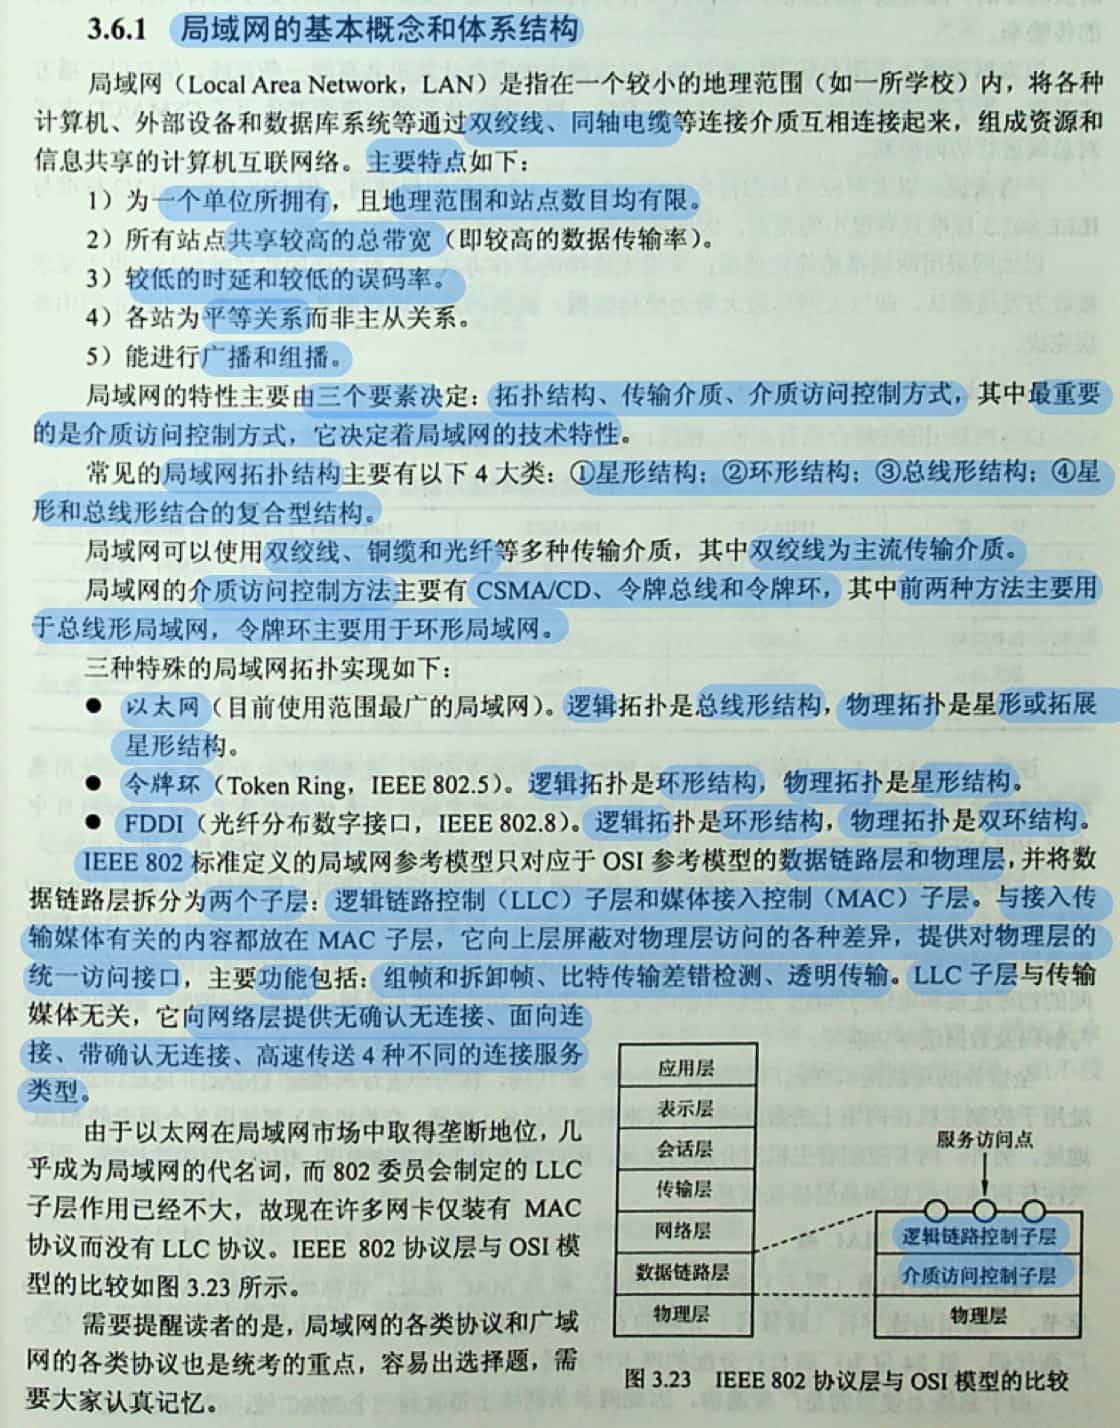 3.6.1 局域网的基本概念和体系结构
局域网（Local Area Network，LAN）是指在一个较小的地理范围（如一所学校）内，将各种
计算机、外部设备和数据库系统等通过双绞线、同轴电缆等连接介质互相连接起来，组成资源和
信息共享的计算机互联网络。主要特点如下：
1）为一个单位所拥有，且地理范围和站点数目均有限。
2）所有站点共享较高的总带宽（即较高的数据传输率）。
3）较低的时延和较低的误码率。
4）各站为平等关系而非主从关系。
5）能进行广播和组播。
局域网的特性主要由三个要素决定：拓扑结构、传输介质、介质访问控制方式，其中最重要
的是介质访问控制方式，它决定着局域网的技术特性。
常见的局域网拓扑结构主要有以下 4 大类：①星形结构；②环形结构；③总线形结构；④星
形和总线形结合的复合型结构。
局域网可以使用双绞线、铜缆和光纤等多种传输介质，其中双绞线为主流传输介质。
局域网的介质访问控制方法主要有 CSMA/CD、令牌总线和令牌环，其中前两种方法主要用
于总线形局域网，令牌环主要用于环形局域网。
三种特殊的局域网拓扑实现如下：
● 以太网（目前使用范围最广的局域网）。逻辑拓扑是总线形结构，物理拓扑是星形或拓展
星形结构。
● 令牌环（Token Ring，IEEE 802.5）。逻辑拓扑是环形结构，物理拓扑是星形结构。
● FDDI（光纤分布数字接口，IEEE 802.8）。逻辑拓扑是环形结构，物理拓扑是双环结构。
IEEE 802 标准定义的局域网参考模型只对应于 OSI 参考模型的数据链路层和物理层，并将数
据链路层拆分为两个子层：逻辑链路控制（LLC）子层和媒体接入控制（MAC）子层。与接入传
输媒体有关的内容都放在 MAC 子层，它向上层屏蔽对物理层访问的各种差异，提供对物理层的
统一访问接口，主要功能包括：组帧和拆卸帧、比特传输差错检测、透明传输。LLC 子层与传输
媒体无关，它向网络层提供无确认无连接、面向连
接、带确认无连接、高速传送 4 种不同的连接服务
类型。
由于以太网在局域网市场中取得垄断地位，几
乎成为局域网的代名词，而 802 委员会制定的 LLC
子层作用已经不大，故现在许多网卡仅装有 MAC
协议而没有 LLC 协议。IEEE 802 协议层与 OSI 模
型的比较如图 3.23 所示。
需要提醒读者的是，局域网的各类协议和广域
网的各类协议也是统考的重点，容易出选择题，需
要大家认真记忆。
应用层
表示层
会话层
传输层
网络层
数据链路层
物理层
服务访问点
逻辑链路控制子层
介质访问控制子层
物理层
图 3.23 IEEE 802 协议层与 OSI 模型的比较